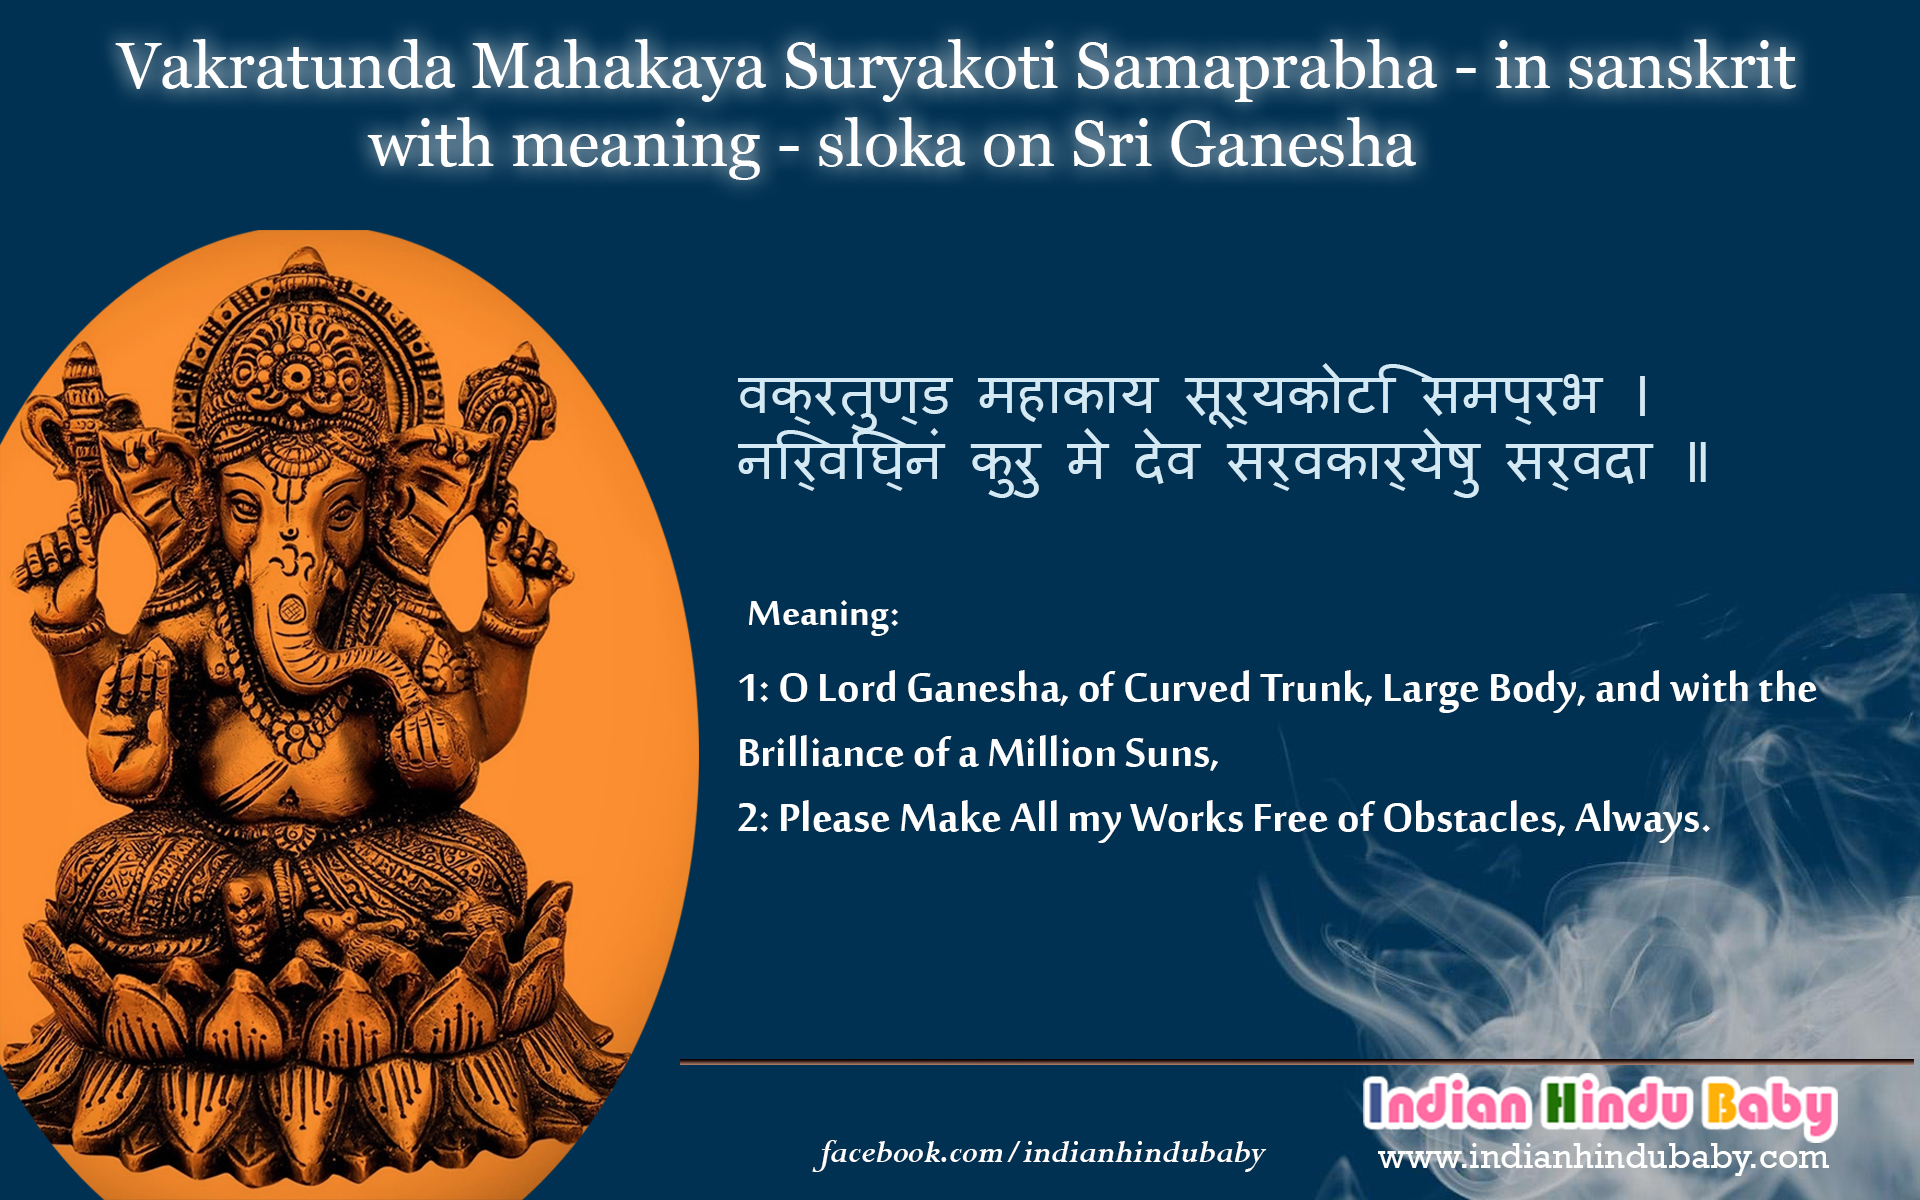 Vakratunda Mahakaya Suryakoti Samaprabha - in sanskrit
with meaning - sloka on Sri Ganesha
वक्रतुण्ड महाकाय सूर्यकोटि समप्रभ ।
निर्विघ्नं कुरु मे देव सर्वकार्येषु सर्वदा ॥
Meaning:
1: O Lord Ganesha, of Curved Trunk, Large Body, and with the
Brilliance of a Million Suns,
2: Please Make All my Works Free of Obstacles, Always.
Indian Hindu Baby
facebook.com/indianhindubaby
www.indianhindubaby.com